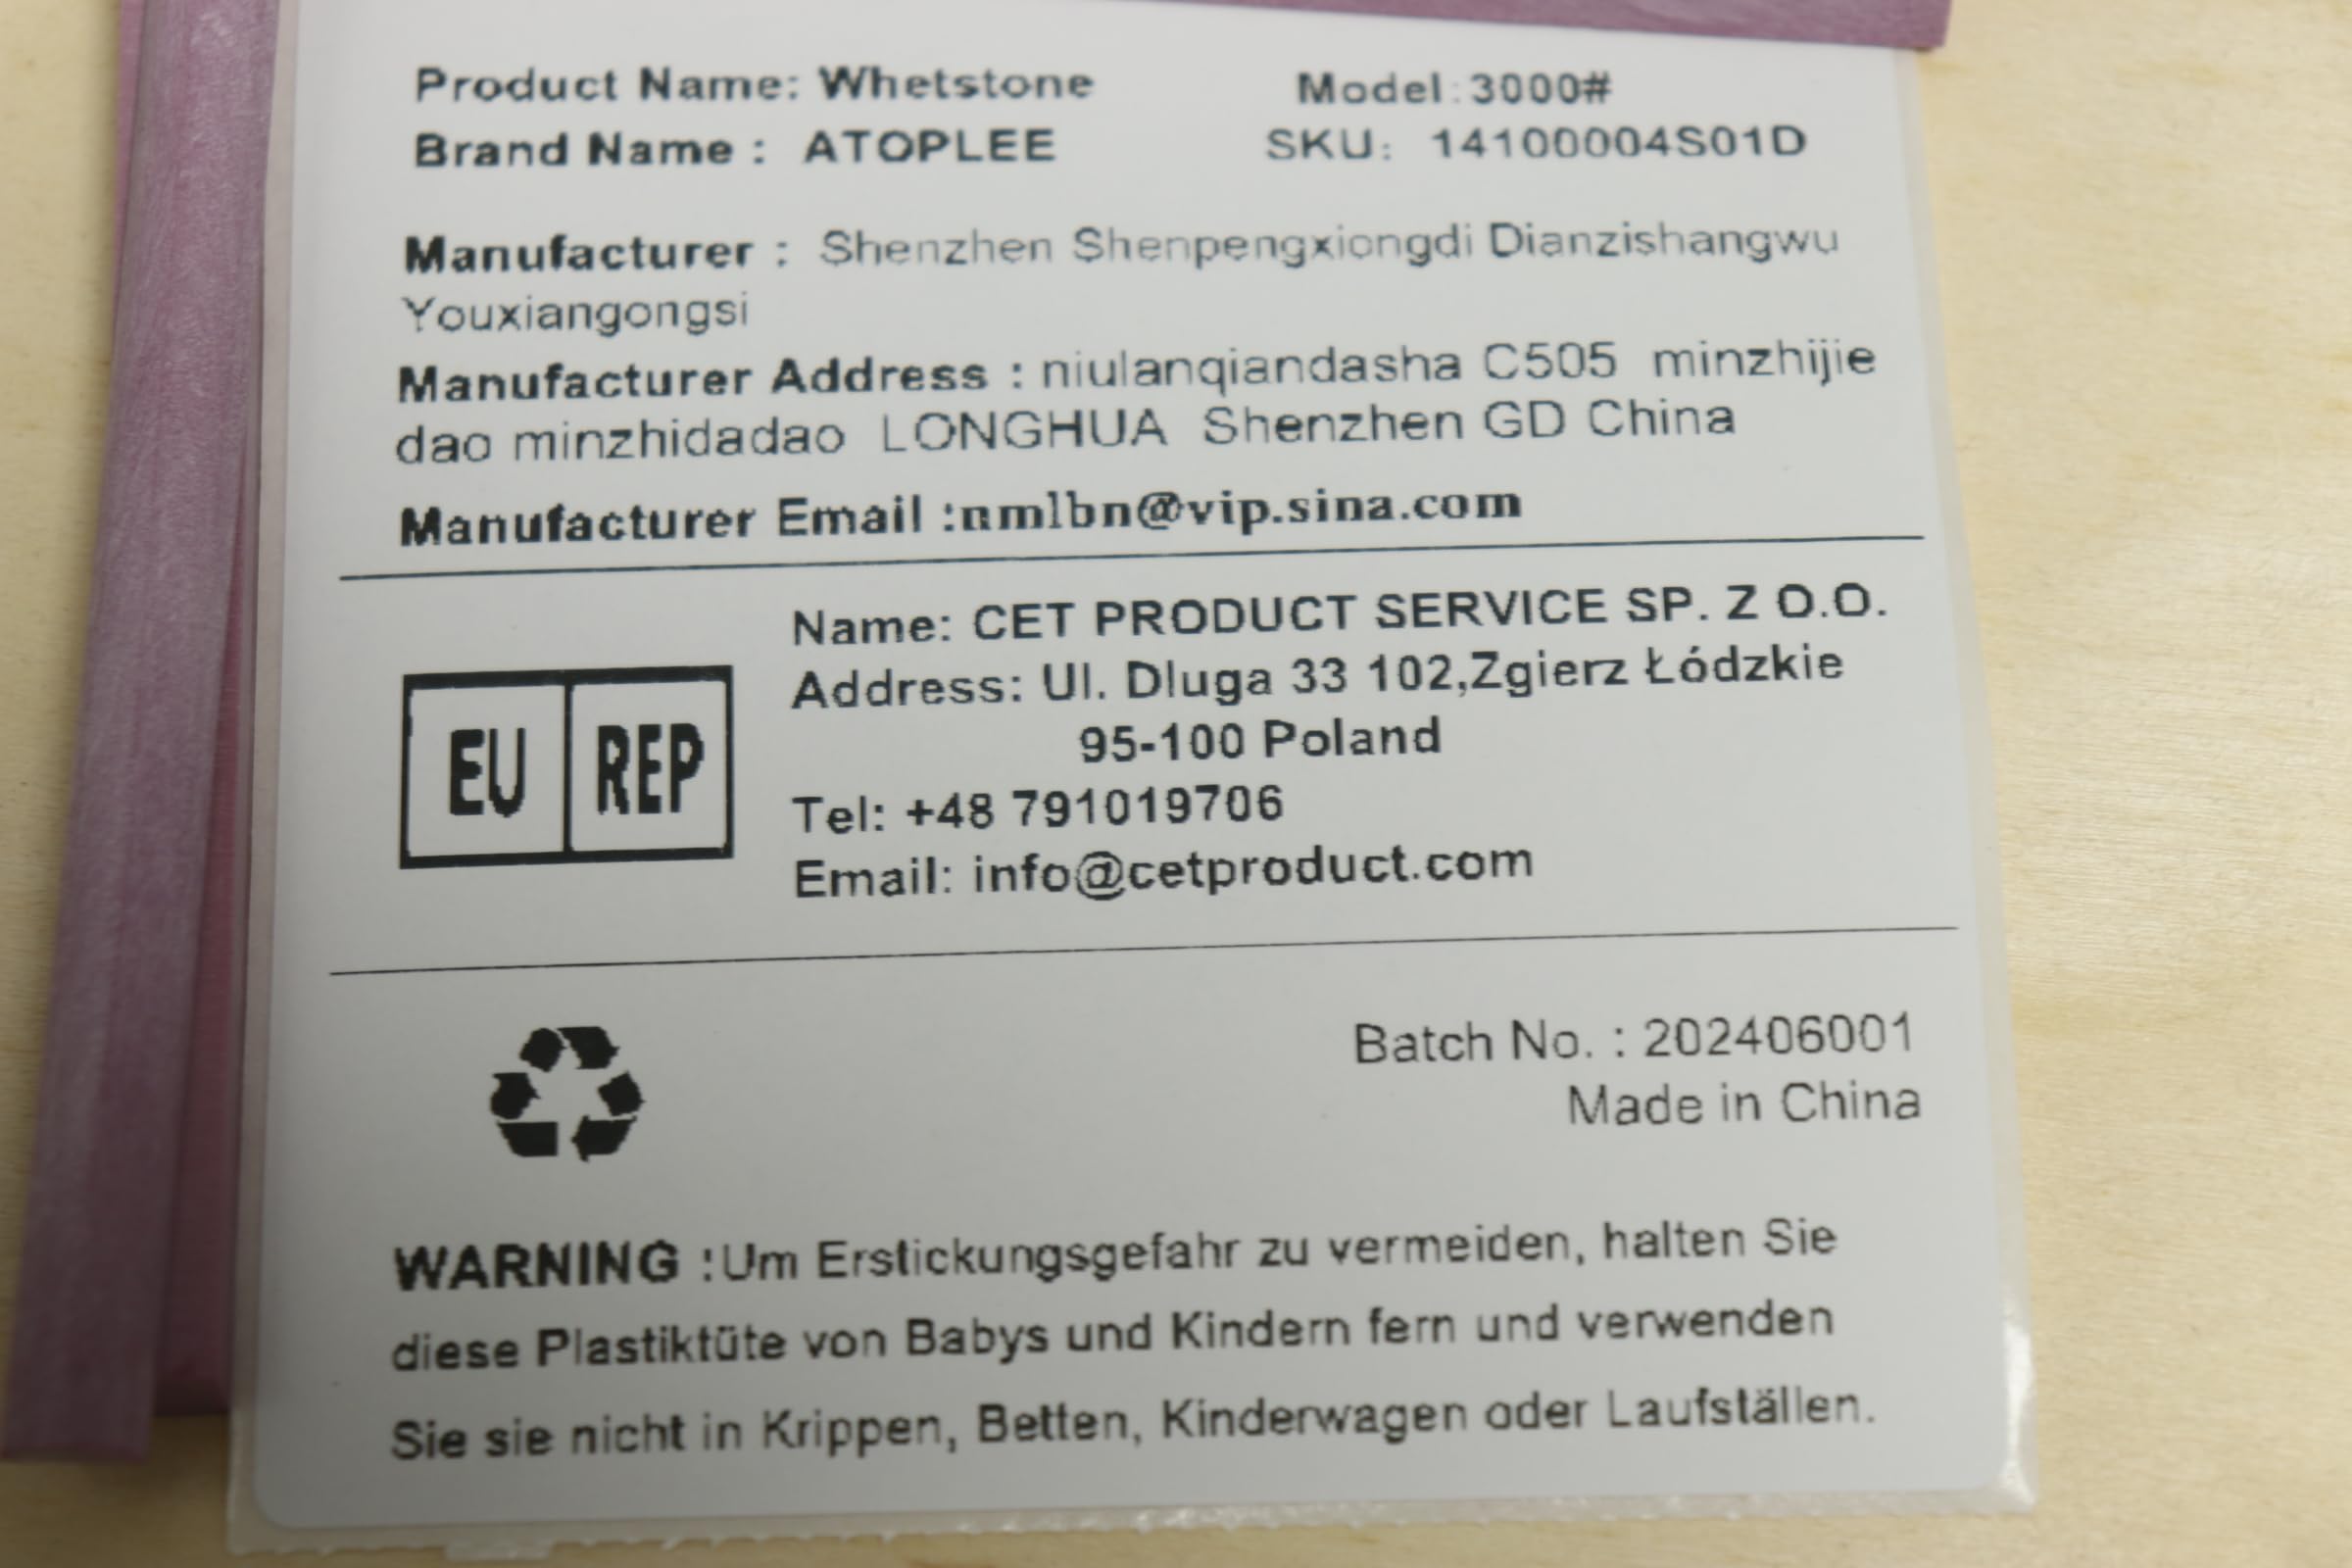 Product Name: Whetstone Model:3000#
Brand Name : ATOPLEE SKU: 14100004S01D
Manufacturer : Shenzhen Shenpengxiongdi Dianzishangwu
Youxiangongsi
Manufacturer Address : niulanqiandasha C505 minzhijie
dao minzhidadao LONGHUA Shenzhen GD China
Manufacturer Email :nmlbn@vip.sina.com
EU REP
Name: CET PRODUCT SERVICE SP. Z O.O.
Address: Ul. Dluga 33 102,Zgierz Łódzkie
95-100 Poland
Tel: +48 791019706
Email: info@cetproduct.com
Batch No. : 202406001
Made in China
WARNING :Um Erstickungsgefahr zu vermeiden, halten Sie
diese Plastiktüte von Babys und Kindern fern und verwenden
Sie sie nicht in Krippen, Betten, Kinderwagen oder Laufställen.